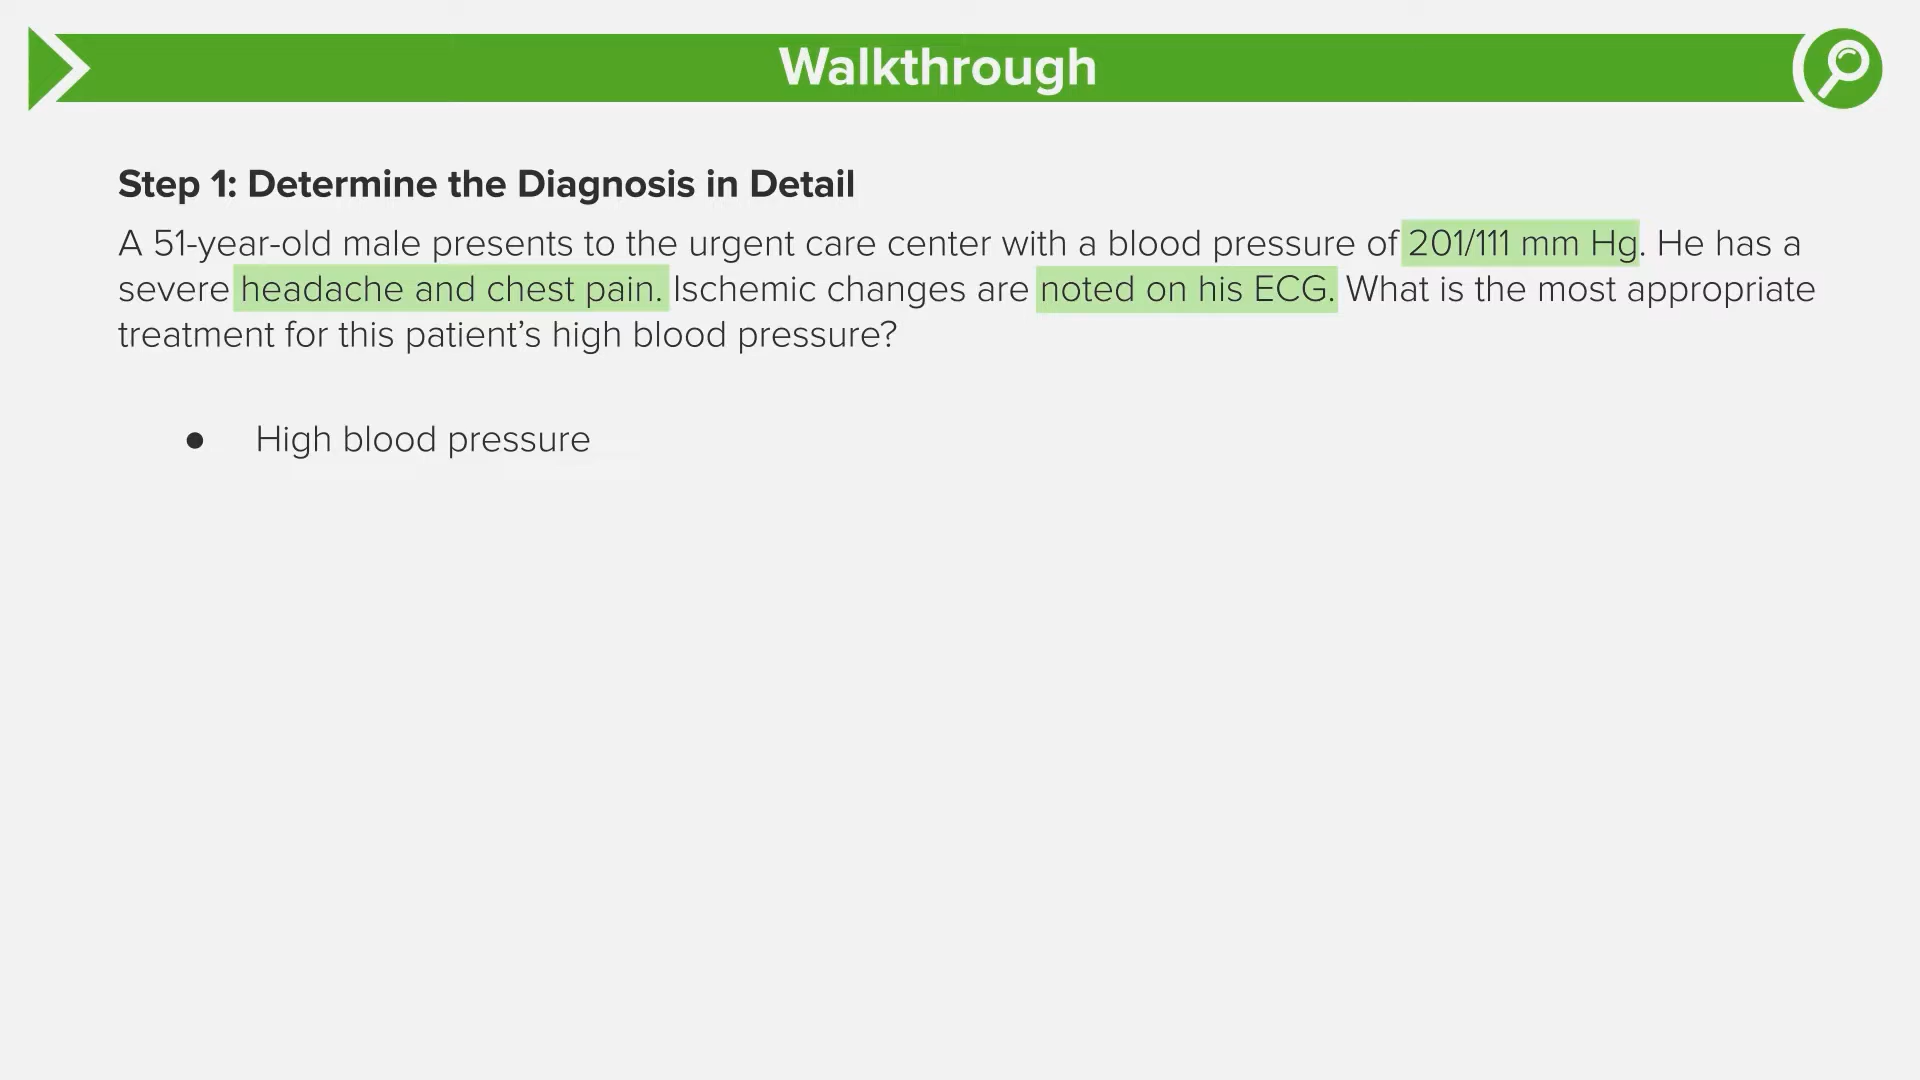 Walkthrough
Step 1: Determine the Diagnosis in Detail
A 51-year-old male presents to the urgent care center with a blood pressure of 201/111 mm Hg. He has a
severe headache and chest pain. Ischemic changes are noted on his ECG. What is the most appropriate
treatment for this patient’s high blood pressure?
● High blood pressure